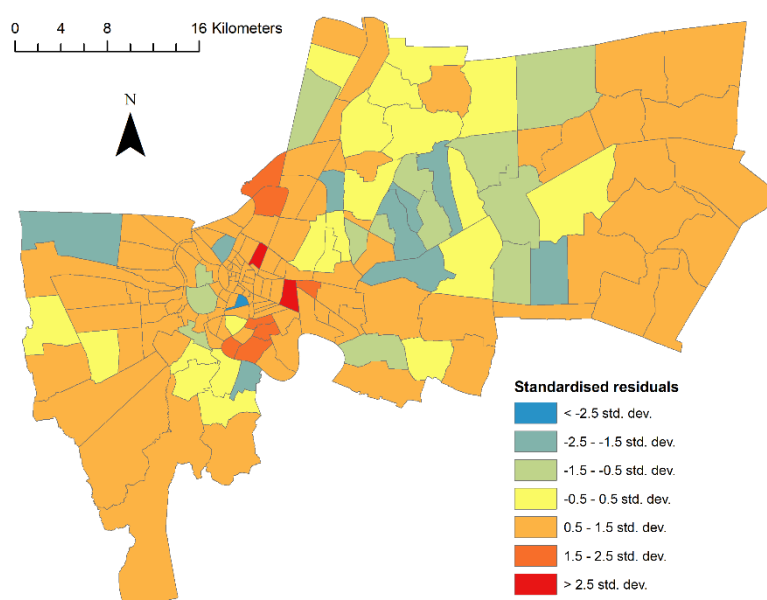 0 4 8 16 Kilometers
N
Standardised residuals
< -2.5 std. dev.
-2.5 - -1.5 std. dev.
-1.5 - -0.5 std. dev.
-0.5 - 0.5 std. dev.
0.5 - 1.5 std. dev.
1.5 - 2.5 std. dev.
> 2.5 std. dev.